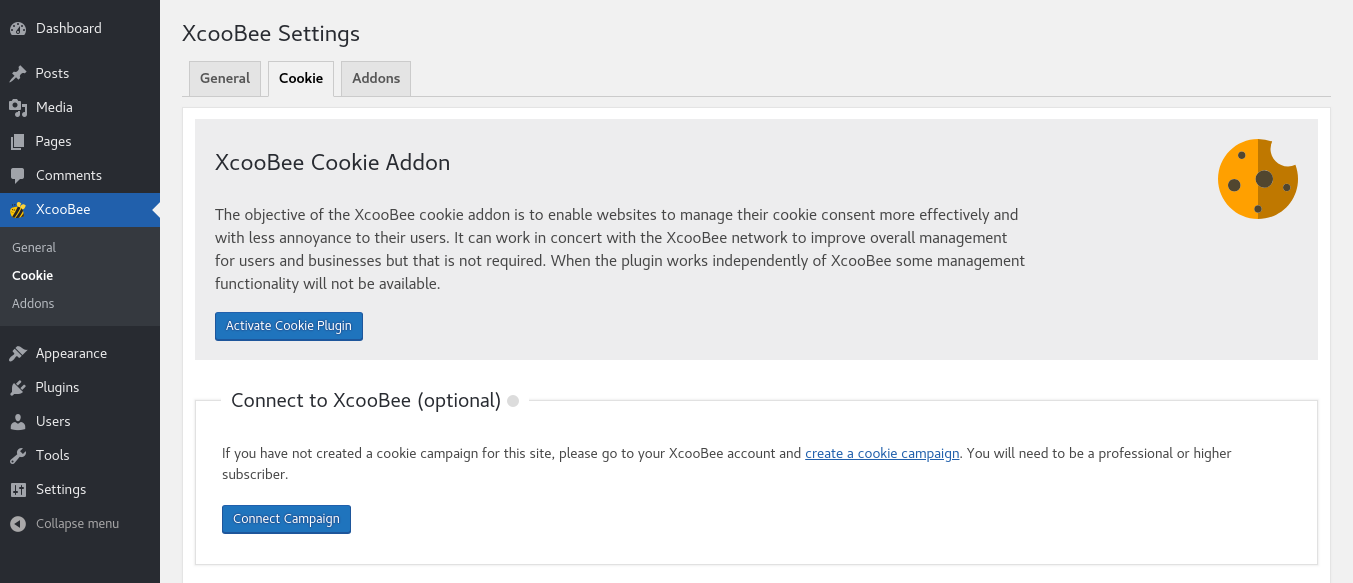 Dashboard
Posts
Media
Pages
Comments
XcooBee
General
Cookie
Addons
Appearance
Plugins
Users
Tools
Settings
Collapse menu
XcooBee Settings
General
Cookie
Addons
XcooBee Cookie Addon
The objective of the XcooBee cookie addon is to enable websites to manage their cookie consent more effectively and
with less annoyance to their users. It can work in concert with the XcooBee network to improve overall management
for users and businesses but that is not required. When the plugin works independently of XcooBee some management
functionality will not be available.
Activate Cookie Plugin
Connect to XcooBee (optional)
If you have not created a cookie campaign for this site, please go to your XcooBee account and create a cookie campaign. You will need to be a professional or higher
subscriber.
Connect Campaign